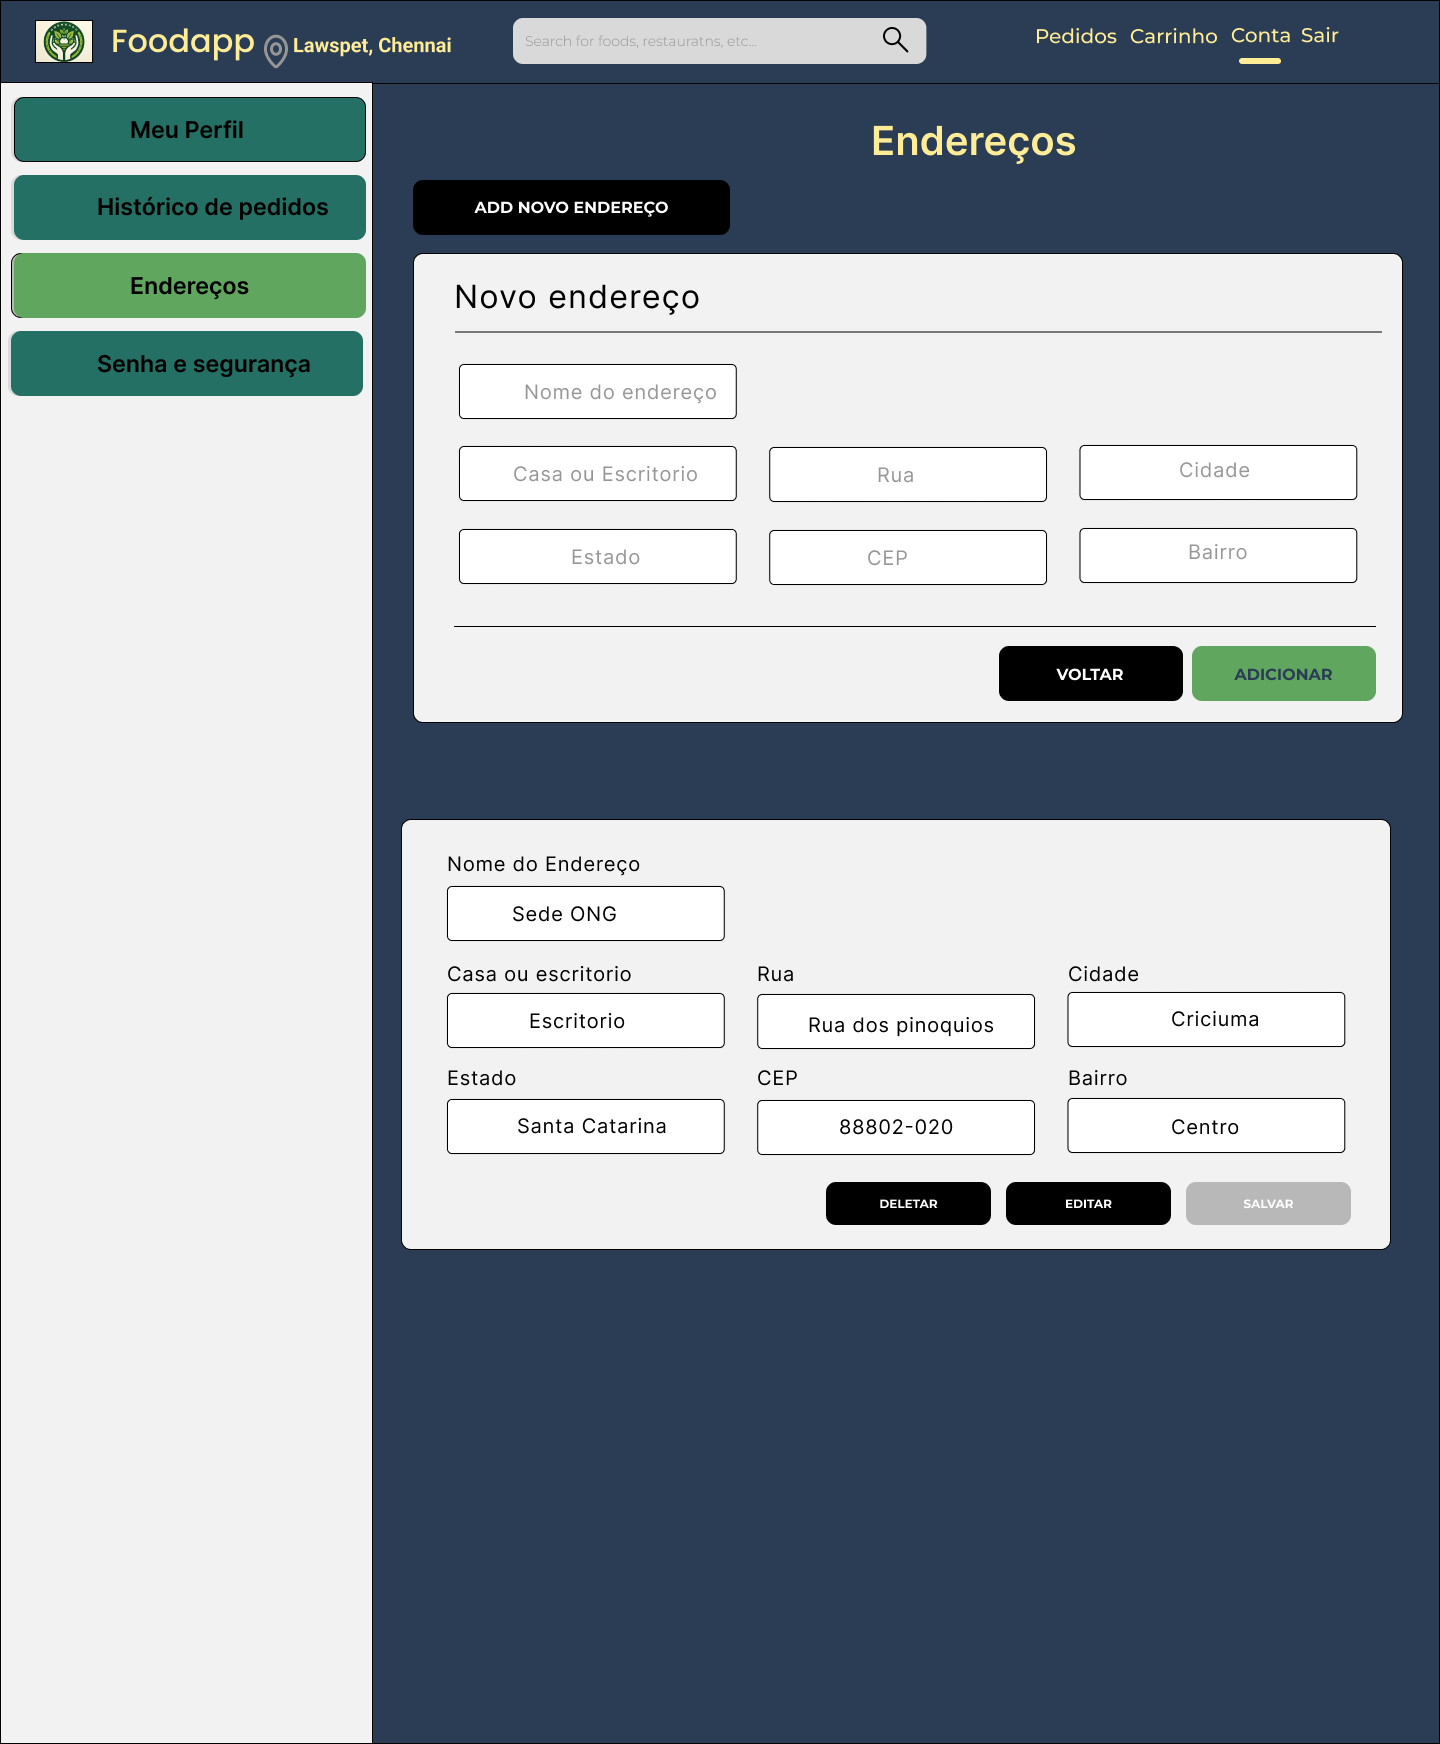 Foodapp
Lawspet, Chennai
Search for foods, restauratns, etc...
Pedidos Carrinho Conta Sair
Meu Perfil
Histórico de pedidos
Endereços
Senha e segurança
Endereços
ADD NOVO ENDEREÇO
Novo endereço
Nome do endereço
Casa ou Escritorio Rua Cidade
Estado CEP Bairro
VOLTAR ADICIONAR
Nome do Endereço
Sede ONG
Casa ou escritorio Rua Cidade
Escritorio Rua dos pinoquios Criciuma
Estado CEP Bairro
Santa Catarina 88802-020 Centro
DELETAR EDITAR SALVAR